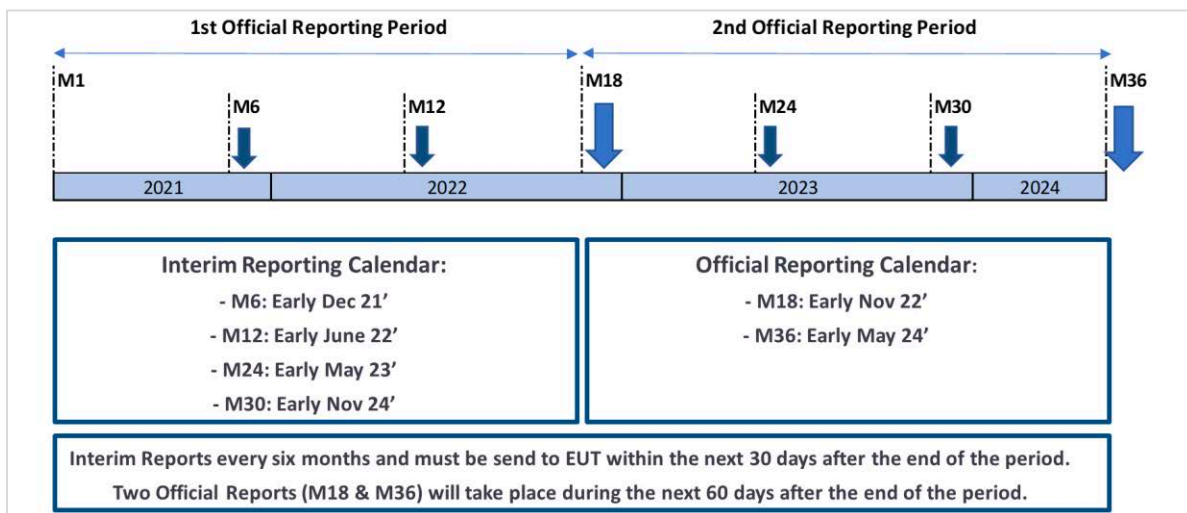 1st Official Reporting Period
2nd Official Reporting Period
M1
M6
M12
M18
M24
M30
M36
2021
2022
2023
2024
Interim Reporting Calendar:
- M6: Early Dec 21’
- M12: Early June 22’
- M24: Early May 23’
- M30: Early Nov 24’
Official Reporting Calendar:
- M18: Early Nov 22’
- M36: Early May 24’
Interim Reports every six months and must be send to EUT within the next 30 days after the end of the period.
Two Official Reports (M18 & M36) will take place during the next 60 days after the end of the period.